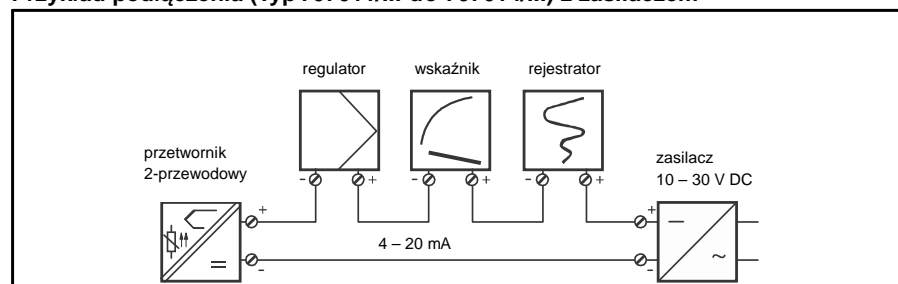 regulator wskaźnik rejestrator
przetwornik
2-przewodowy
zasilacz
10 – 30 V DC
- + - + - +
+ +
4 – 20 mA
- -